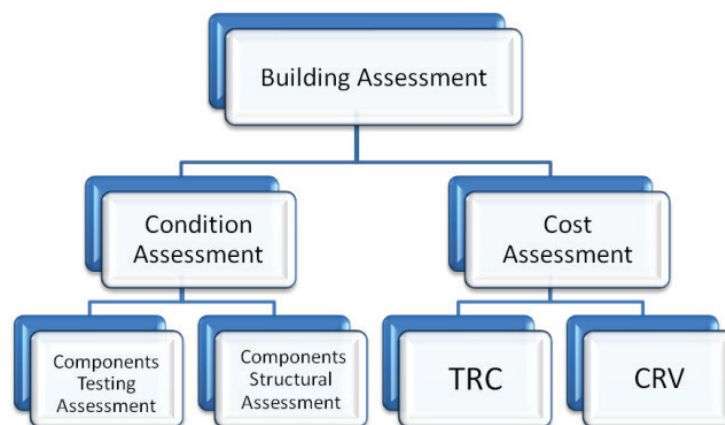 Building Assessment
Condition
Assessment
Cost
Assessment
Components
Testing
Assessment
Components
Structural
Assessment
TRC
CRV